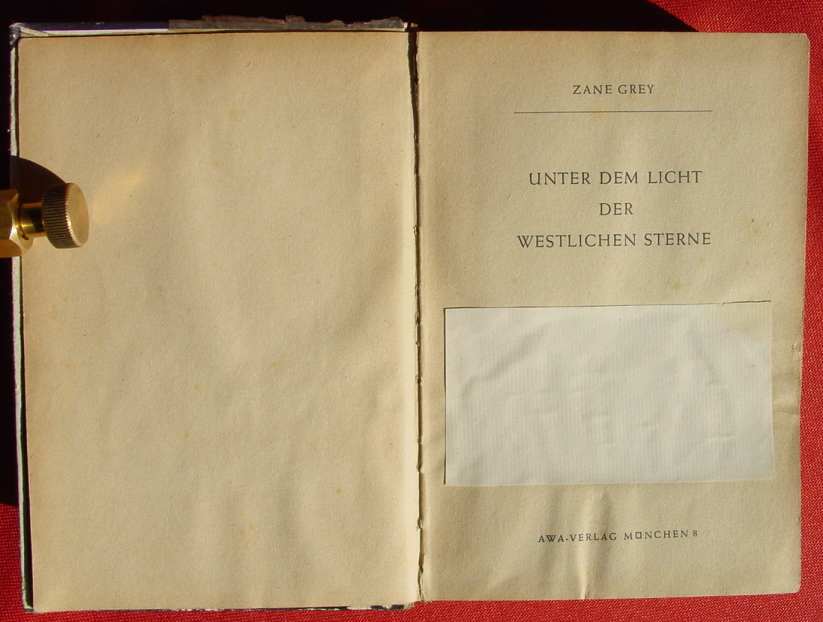 ZANE GREY
UNTER DEM LICHT
DER
WESTLICHEN STERNE
AWA-VERLAG MÜNCHEN 8